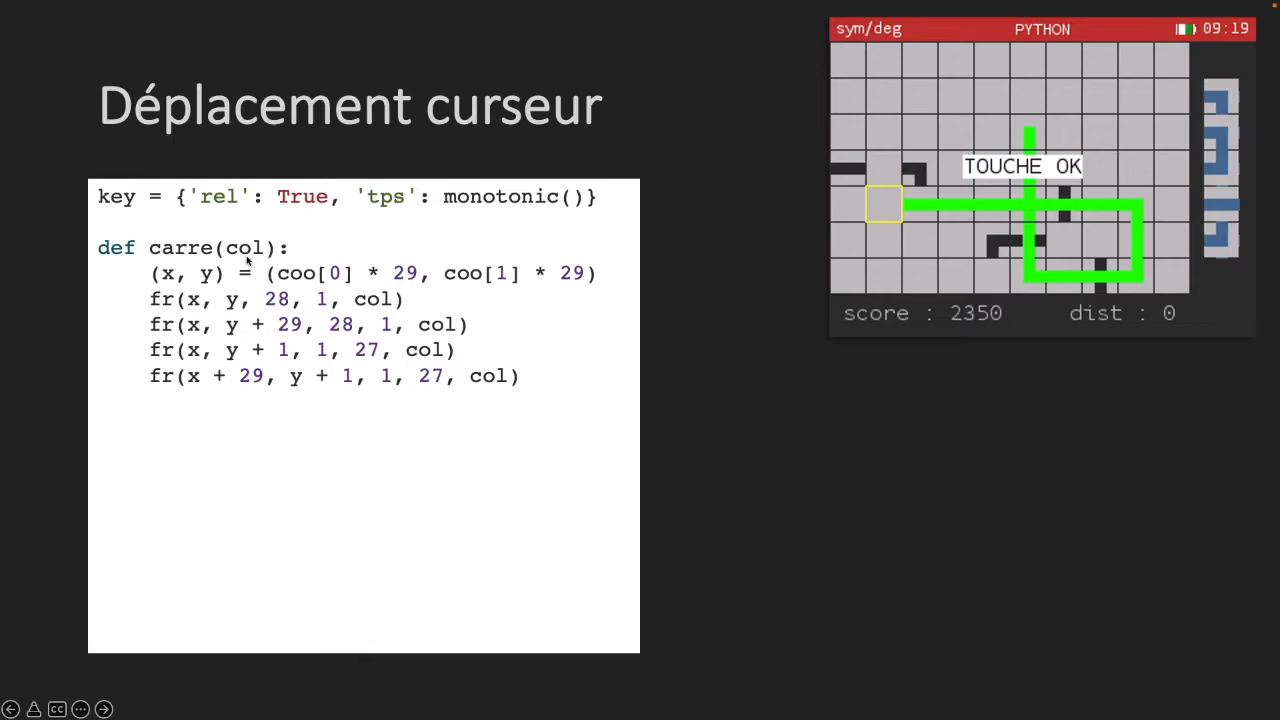 Déplacement curseur
key = {'rel': True, 'tps': monotonic()}
def carre(col):
(x, y) = (coo[0] * 29, coo[1] * 29)
fr(x, y, 28, 1, col)
fr(x, y + 29, 28, 1, col)
fr(x, y + 1, 1, 27, col)
fr(x + 29, y + 1, 1, 27, col)
sym/deg PYTHON 09:19
TOUCHE OK
score : 2350 dist : 0
CC